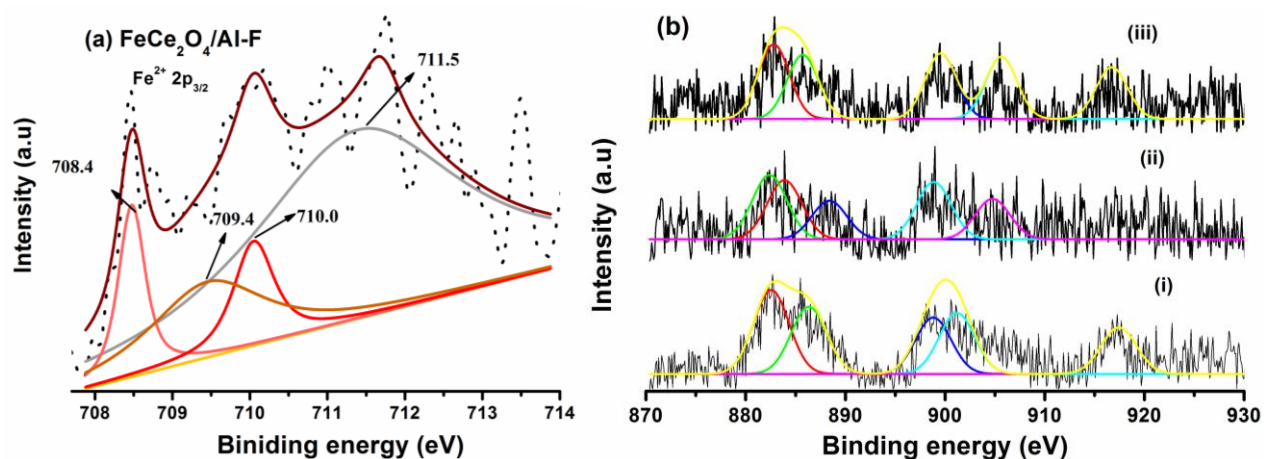 (a) FeCe₂O₄/Al-F
Fe²⁺ 2p₃/₂
711.5
708.4
709.4
710.0
Intensity (a.u)
708 709 710 711 712 713 714
Biniding energy (eV)
(b)
(iii)
(ii)
(i)
Intensity (a.u)
870 880 890 900 910 920 930
Binding energy (eV)